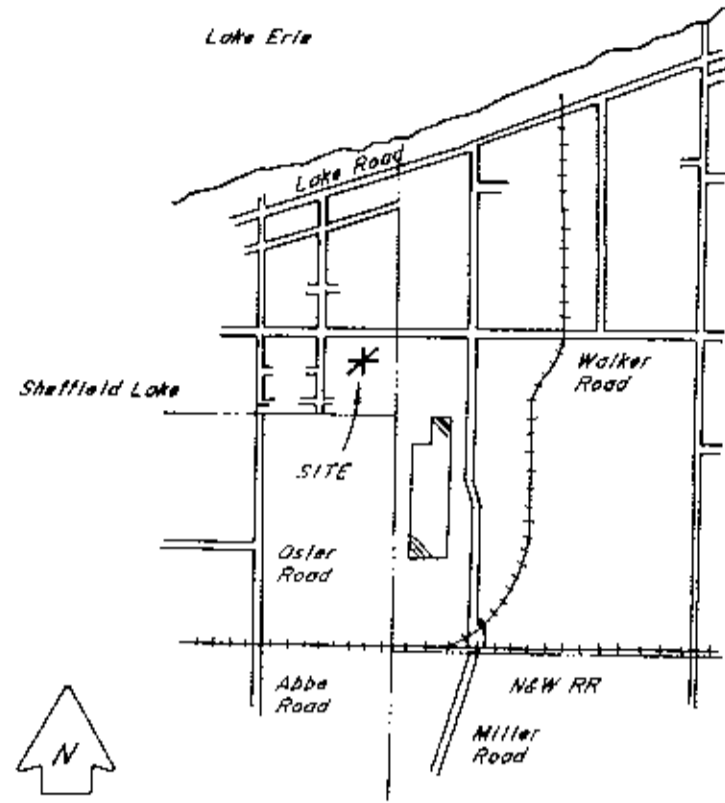 Lake Erie
Lake Road
Walker
Road
Sheffield Lake
SITE
Osler
Road
Abbe
Road
N&W RR
Miller
Road
N